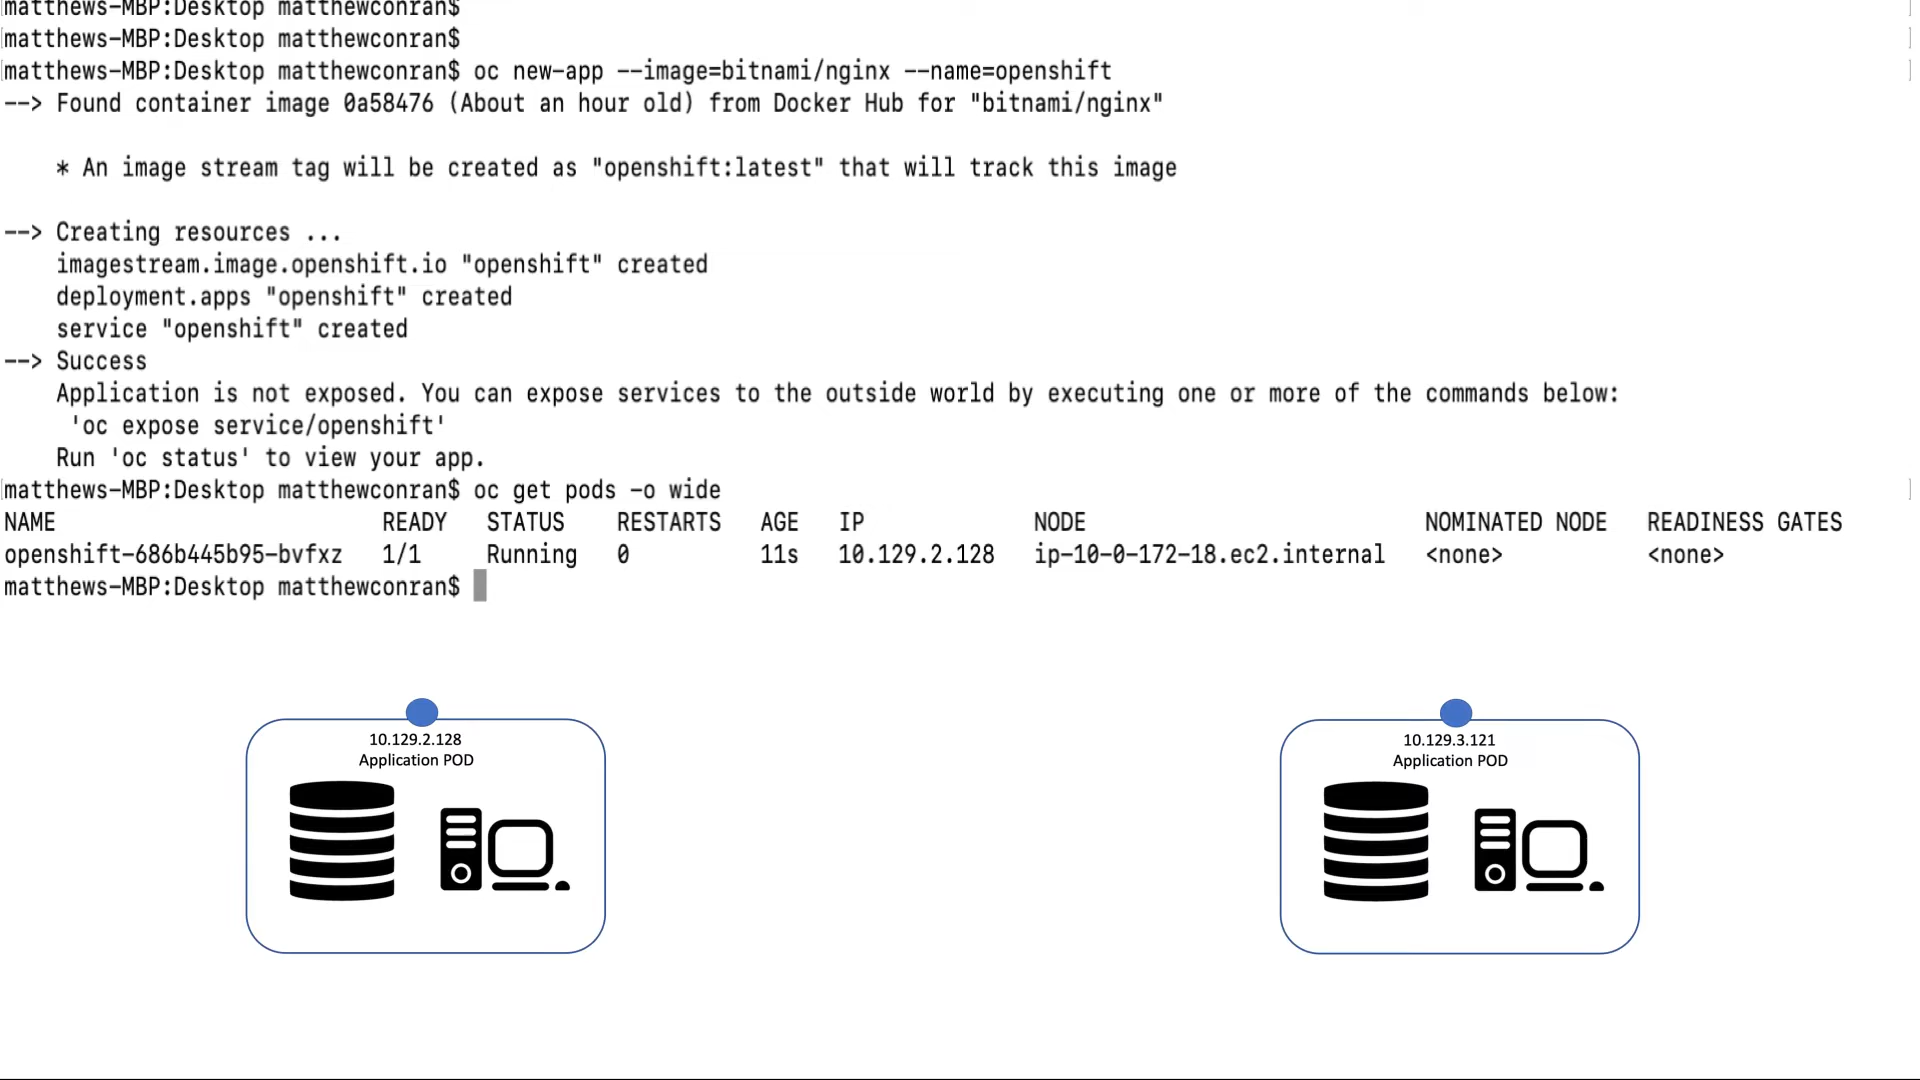 matthews-MBP:Desktop matthewconran$
matthews-MBP:Desktop matthewconran$
matthews-MBP:Desktop matthewconran$ oc new-app --image=bitnami/nginx --name=openshift
--> Found container image 0a58476 (About an hour old) from Docker Hub for "bitnami/nginx"
* An image stream tag will be created as "openshift:latest" that will track this image
--> Creating resources ...
imagestream.image.openshift.io "openshift" created
deployment.apps "openshift" created
service "openshift" created
--> Success
Application is not exposed. You can expose services to the outside world by executing one or more of the commands below:
'oc expose service/openshift'
Run 'oc status' to view your app.
matthews-MBP:Desktop matthewconran$ oc get pods -o wide
NAME READY STATUS RESTARTS AGE IP NODE NOMINATED NODE READINESS GATES
openshift-686b445b95-bvfxz 1/1 Running 0 11s 10.129.2.128 ip-10-0-172-18.ec2.internal <none> <none>
matthews-MBP:Desktop matthewconran$
10.129.2.128
Application POD
10.129.3.121
Application POD